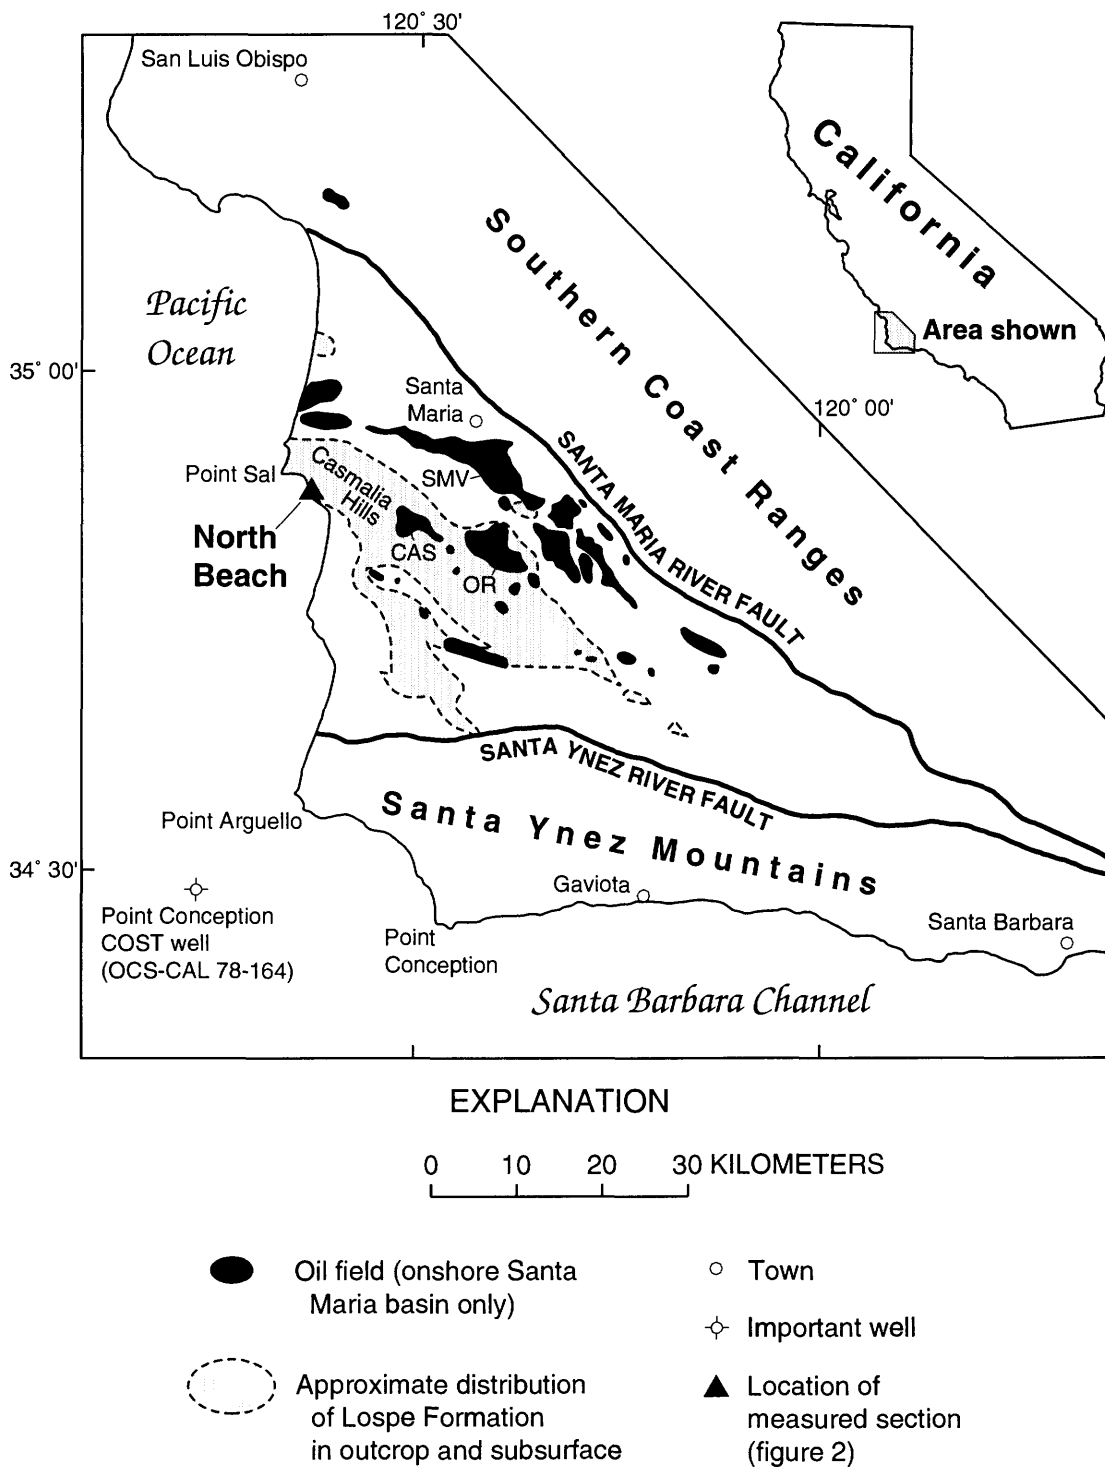 120° 30'
San Luis Obispo
California
Southern Coast Ranges
Pacific
Ocean
Area shown
35° 00'
Santa
Maria
120° 00'
SANTA MARIA RIVER FAULT
Point Sal
Casmalia
Hills
SMV
North
Beach
CAS
OR
SANTA YNEZ RIVER FAULT
Santa Ynez Mountains
Point Arguello
34° 30'
Gaviota
Point Conception
COST well
(OCS-CAL 78-164)
Point
Conception
Santa Barbara
Santa Barbara Channel
EXPLANATION
0 10 20 30 KILOMETERS
Oil field (onshore Santa
Maria basin only)
Town
Important well
Approximate distribution
of Lospe Formation
in outcrop and subsurface
Location of
measured section
(figure 2)